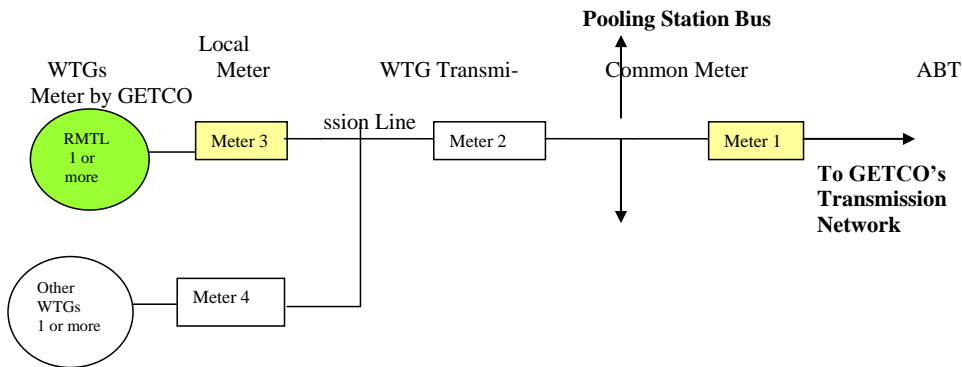 Pooling Station Bus
Local
WTGs Meter WTG Transmi- Common Meter ABT
Meter by GETCO
ssion Line
RMTL
1 or
more
Meter 3
Meter 2
Meter 1
To GETCO's
Transmission
Network
Other
WTGs
1 or more
Meter 4